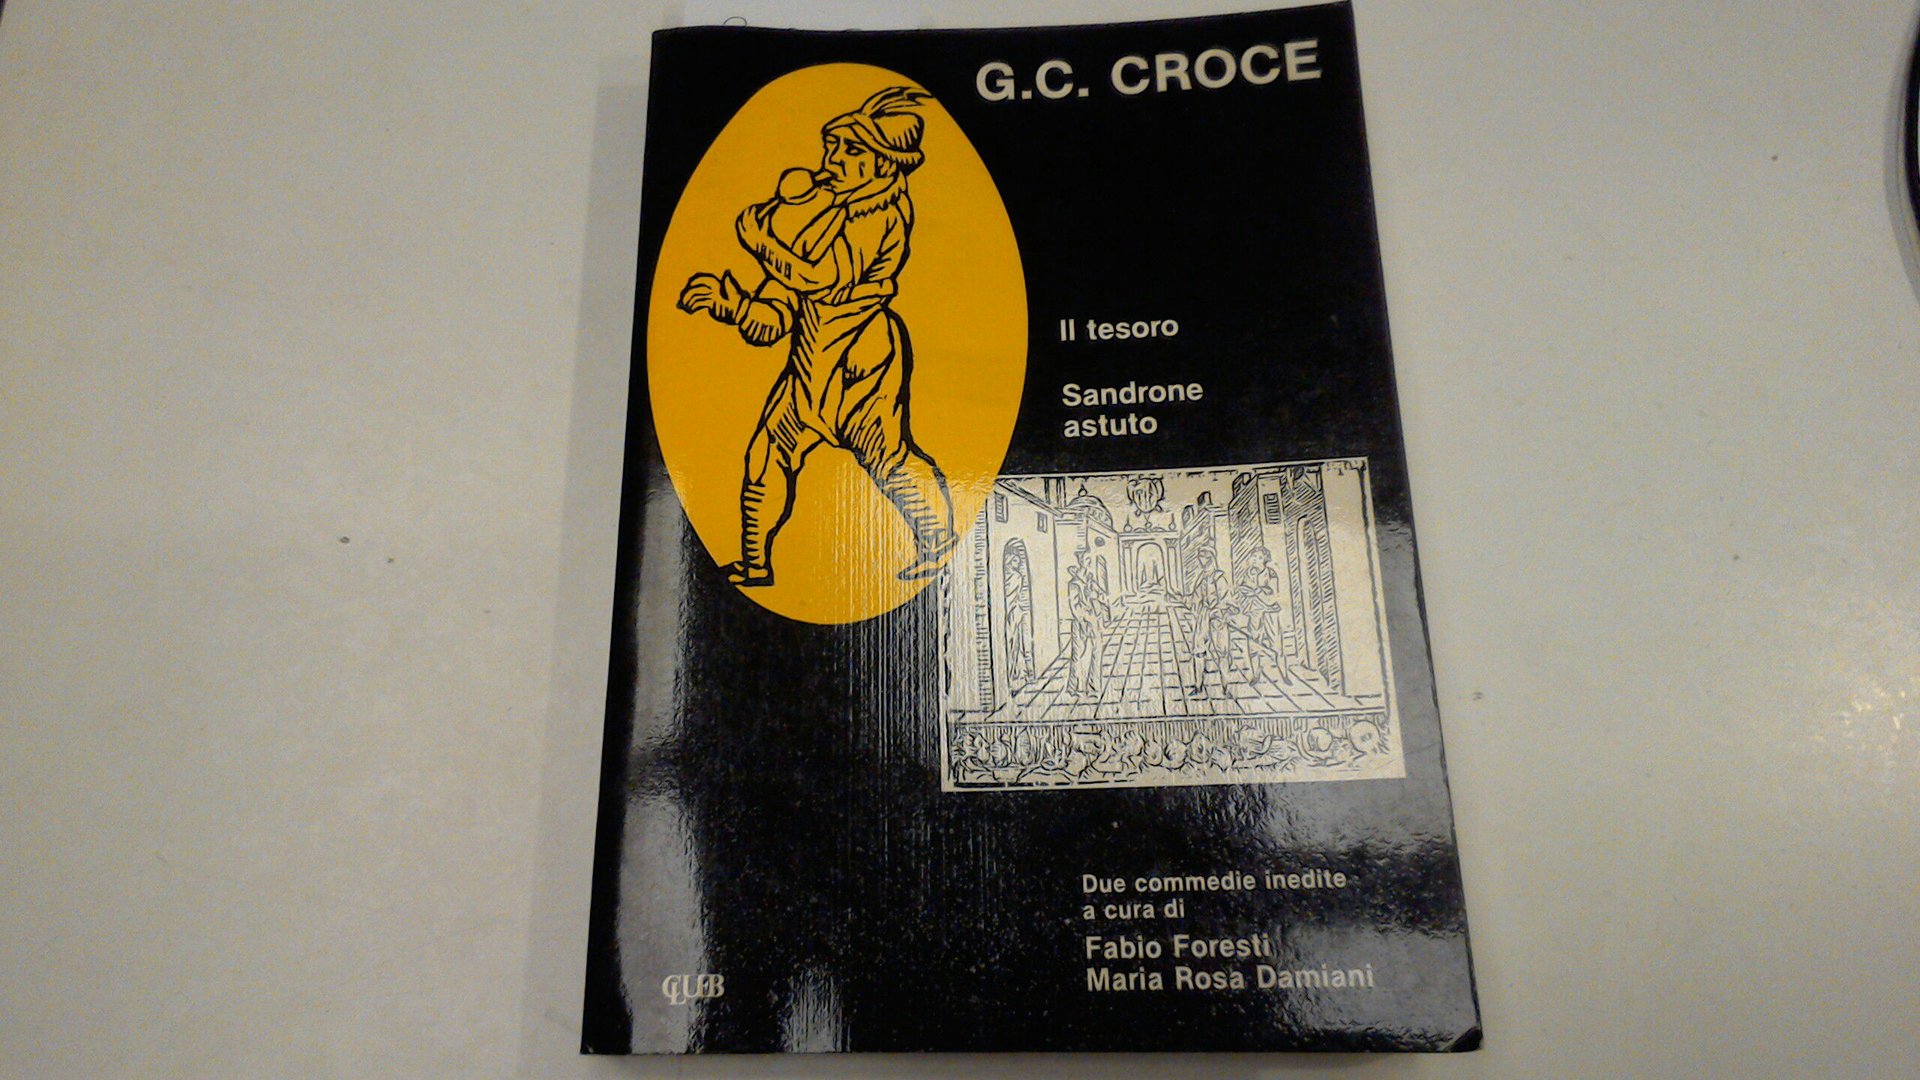 G.C. CROCE
Il tesoro
Sandrone
astuto
Due commedie inedite
a cura di
Fabio Foresti
Maria Rosa Damiani
CLUEB